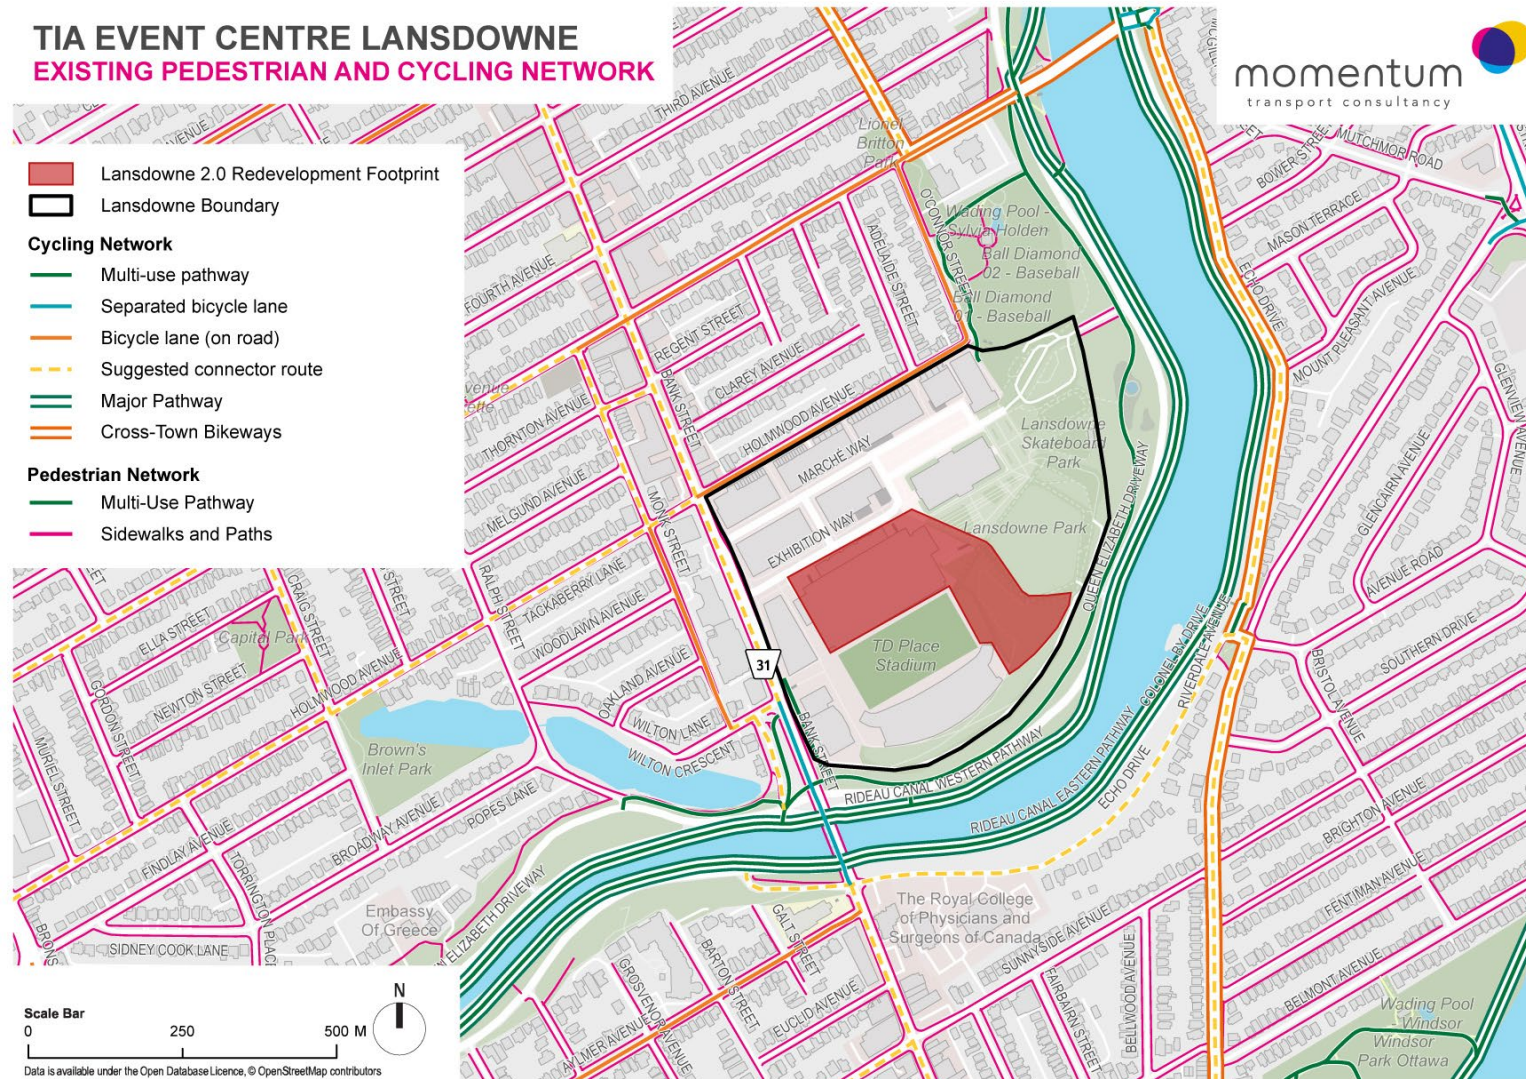 TIA EVENT CENTRE LANSDOWNE
EXISTING PEDESTRIAN AND CYCLING NETWORK
momentum
transport consultancy
Lansdowne 2.0 Redevelopment Footprint
Lansdowne Boundary
Cycling Network
Multi-use pathway
Separated bicycle lane
Bicycle lane (on road)
Suggested connector route
Major Pathway
Cross-Town Bikeways
Pedestrian Network
Multi-Use Pathway
Sidewalks and Paths
THIRD AVENUE
AVENUE
Lionel
Britton
Park
MUTCHMOR ROAD
BOWER STREET
MASON TERRACE
Wading Pool -
Sylvia Holden
Ball Diamond
02 - Baseball
Ball Diamond
01 - Baseball
O'CONNOR STREET
ADELAIDE STREET
FOURTH AVENUE
REGENT STREET
CLAREY AVENUE
BANK STREET
HOLMWOOD AVENUE
THORNTON AVENUE
MELGUND AVENUE
MONK STREET
MARCHÉ WAY
EXHIBITION WAY
Lansdowne
Skateboard
Park
Lansdowne Park
QUEEN ELIZABETH DRIVEWAY
ECHO DRIVE
MOUNT PLEASANT AVENUE
GLENVIEW AVENUE
GLENCAIRN AVENUE
AVENUE ROAD
SOUTHERN DRIVE
BRISTOL AVENUE
COLONEL BY DRIVE
RIVERDALE AVENUE
TD Place
Stadium
31
BANK STREET
RALPH STREET
TACKABERRY LANE
WOODLAWN AVENUE
OAKLAND AVENUE
WILTON LANE
WILTON CRESCENT
CRAIG STREET
ELLA STREET
Capital Park
NEWTON STREET
GORDON STREET
HOLMWOOD AVENUE
MURIEL STREET
Brown's
Inlet Park
FINDLAY AVENUE
BROADWAY AVENUE
POPES LANE
TORRINGTON PLACE
RIDEAU CANAL WESTERN PATHWAY
RIDEAU CANAL EASTERN PATHWAY
ECHO DRIVE
BRIGHTON AVENUE
FENTIMAN AVENUE
BELMONT AVENUE
SUNNYSIDE AVENUE
FAIRBAIRN STREET
BELLWOOD AVENUE
The Royal College
of Physicians and
Surgeons of Canada
Embassy
Of Greece
ELIZABETH DRIVEWAY
SIDNEY COOK LANE
GALT STREET
BARTON STREET
EUCLID AVENUE
GROSVENOR AVENUE
AYLMER AVENUE
Wading Pool
- Windsor
Windsor
Park Ottawa
Scale Bar
0 250 500 M
N
Data is available under the Open Database Licence, © OpenStreetMap contributors